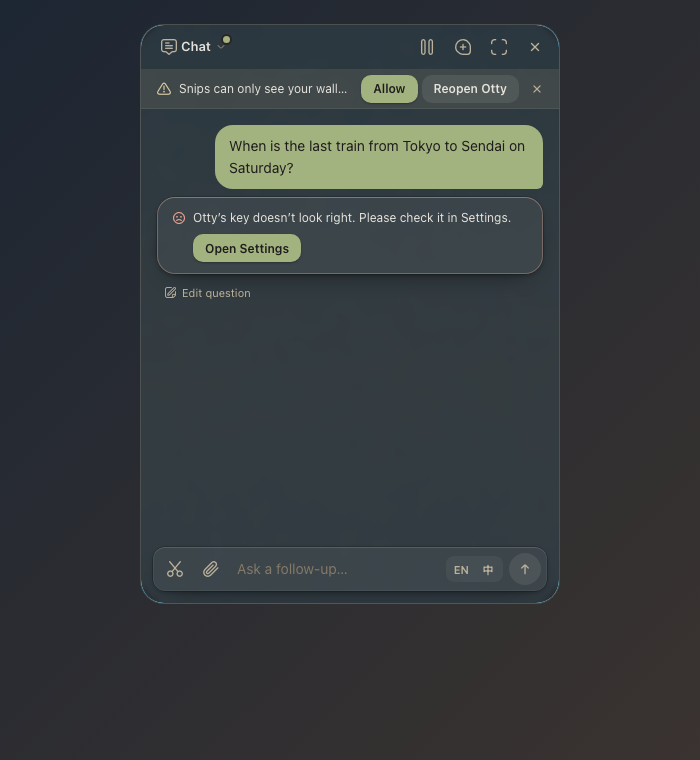 Chat
Snips can only see your wall...
Allow
Reopen Otty
When is the last train from Tokyo to Sendai on
Saturday?
Otty's key doesn't look right. Please check it in Settings.
Open Settings
Edit question
Ask a follow-up...
EN
中